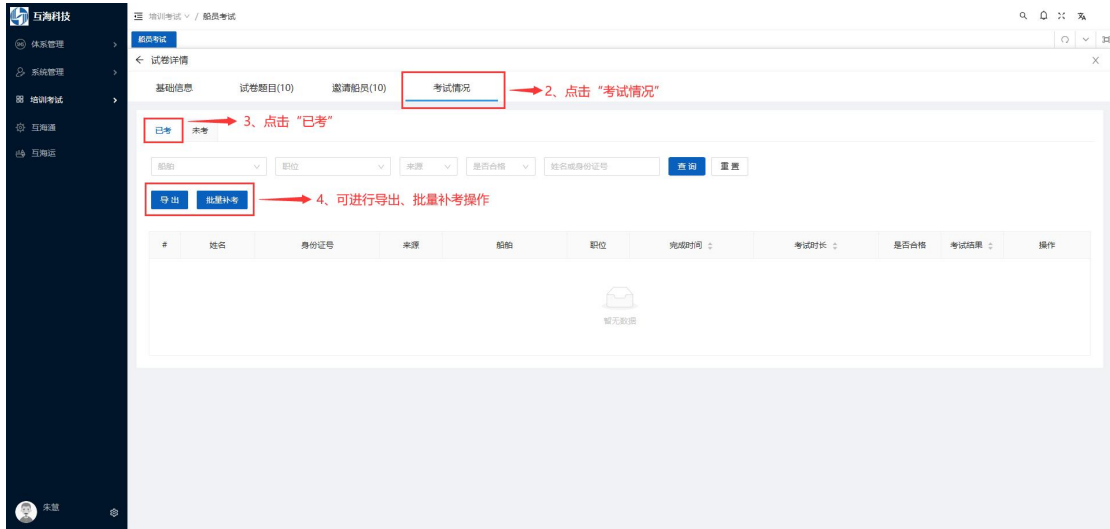 互海科技
培训考试 / 船员考试
体系管理
系统管理
培训考试
互海通
互海运
船员考试
试卷详情
基础信息 试卷题目(10) 邀请船员(10) 考试情况
2、点击“考试情况”
已考 未考
3、点击“已考”
船舶 职位 来源 是否合格 姓名或身份证号 查询 重置
导出 批量补考
4、可进行导出、批量补考操作
# 姓名 身份证号 来源 船舶 职位 完成时间 考试时长 是否合格 考试结果 操作
暂无数据
朱慧